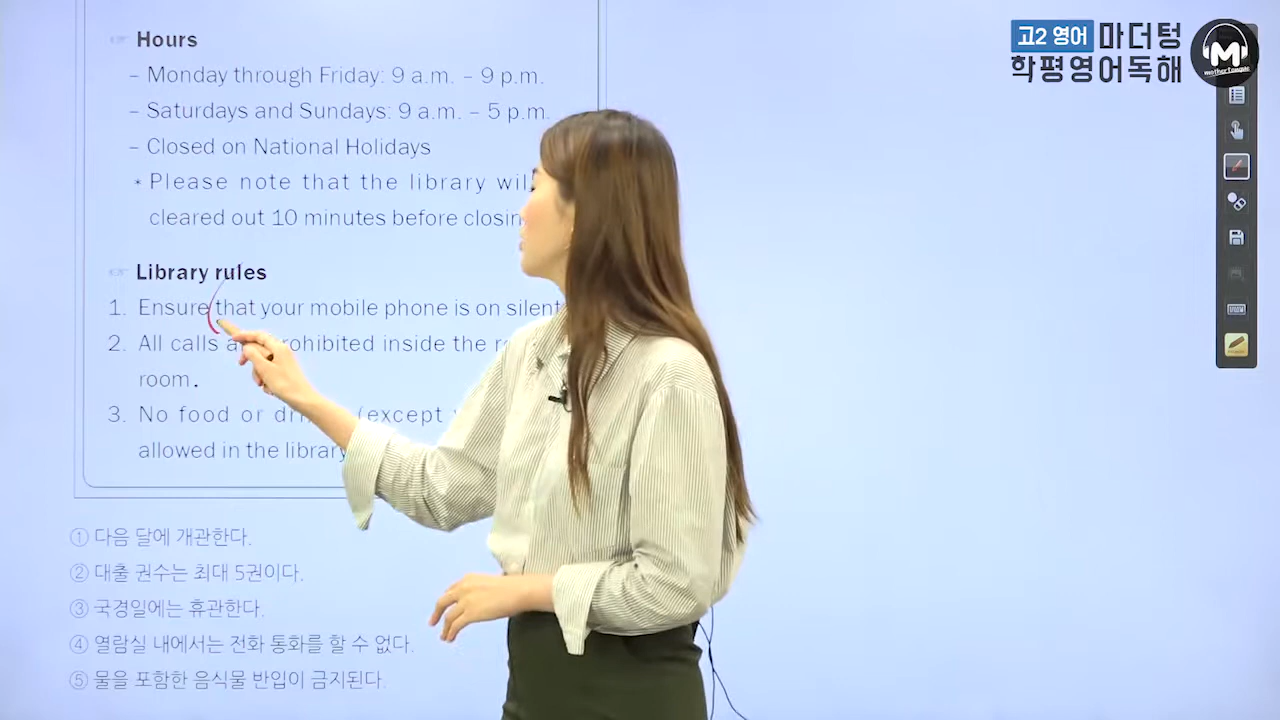 Hours
– Monday through Friday: 9 a.m. – 9 p.m.
– Saturdays and Sundays: 9 a.m. – 5 p.m.
– Closed on National Holidays
* Please note that the library
cleared out 10 minutes before
Library rules
1. Ensure that your mobile phone is on silent
2. All calls inside the
room.
3. No food or (except
allowed in the library
① 다음 달에 개관한다.
② 대출 권수는 최대 5권이다.
③ 국경일에는 휴관한다.
④ 열람실 내에서는 전화 통화를 할 수 없다.
⑤ 물을 포함한 음식물 반입이 금지된다.
고2 영어 마더텅
학평영어독해
M
mother tongue